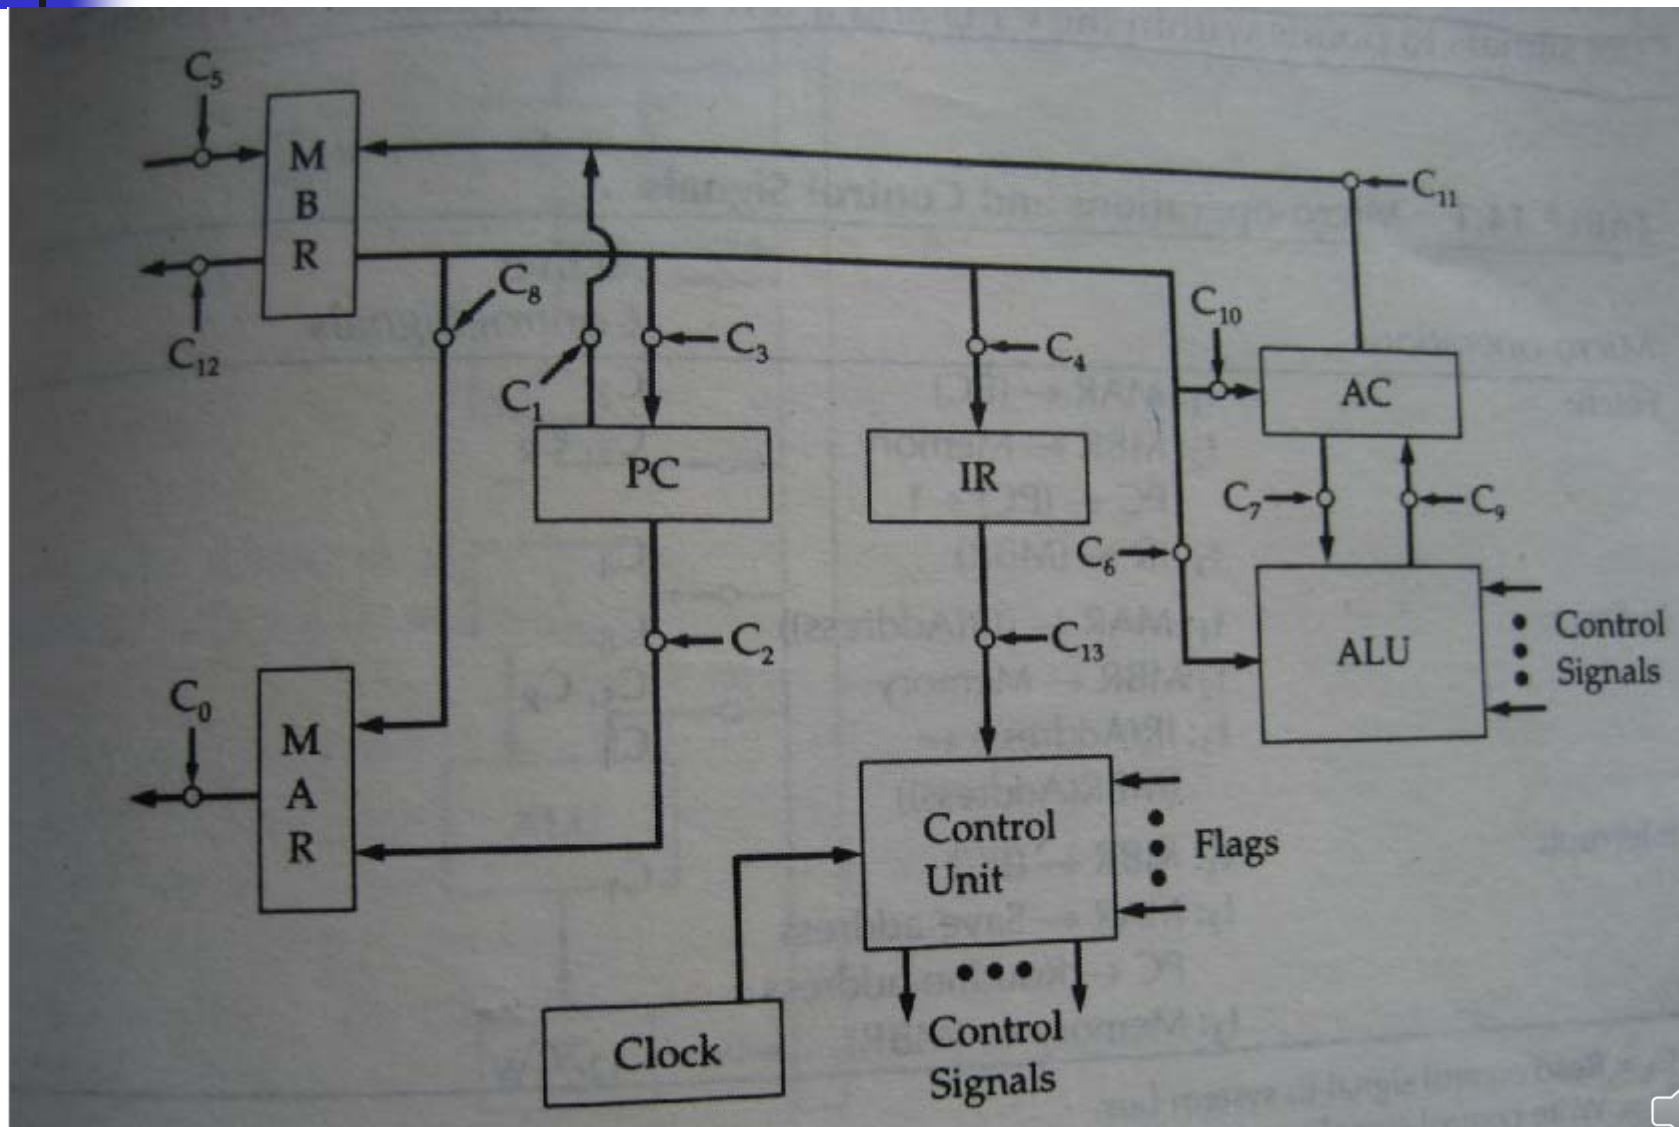 C5
C11
M
B
R
C8
C10
C12
C3
C4
C1
AC
PC
IR
C7
C9
C6
C2
C13
ALU
Control
Signals
C0
M
A
R
Control
Unit
Flags
Clock
Control
Signals